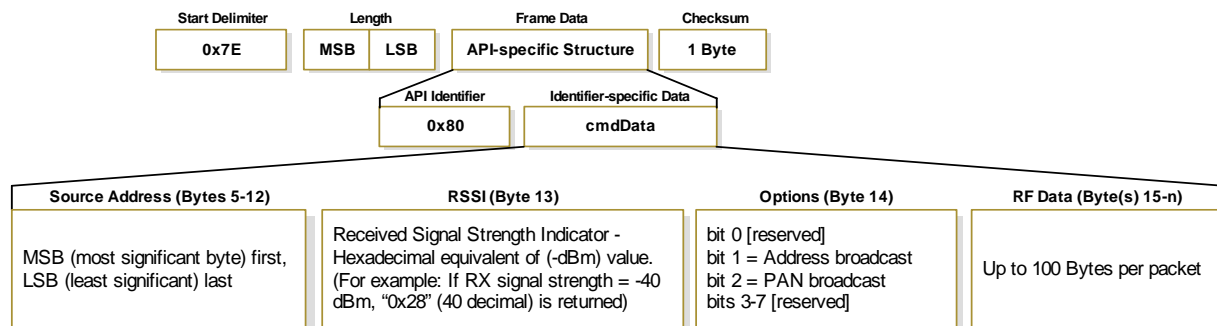 Start Delimiter
Length
Frame Data
Checksum
0x7E
MSB
LSB
API-specific Structure
1 Byte
API Identifier
Identifier-specific Data
0x80
cmdData
Source Address (Bytes 5-12)
MSB (most significant byte) first,
LSB (least significant) last
RSSI (Byte 13)
Received Signal Strength Indicator -
Hexadecimal equivalent of (-dBm) value.
(For example: If RX signal strength = -40
dBm, “0x28” (40 decimal) is returned)
Options (Byte 14)
bit 0 [reserved]
bit 1 = Address broadcast
bit 2 = PAN broadcast
bits 3-7 [reserved]
RF Data (Byte(s) 15-n)
Up to 100 Bytes per packet